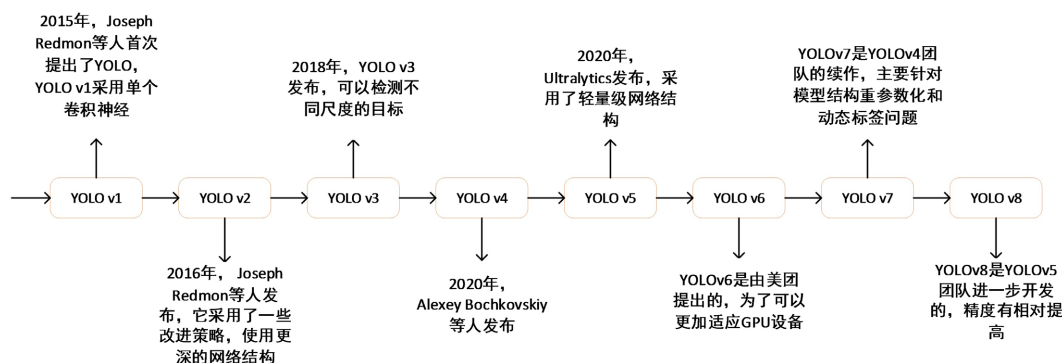 2015年，Joseph
Redmon等人首次
提出了YOLO，
YOLO v1采用单个
卷积神经
2018年，YOLO v3
发布，可以检测不
同尺度的目标
2020年，
Ultralytics发布，采
用了轻量级网络结
构
YOLOv7是YOLOv4团
队的续作，主要针对
模型结构重参数化和
动态标签问题
YOLO v1
YOLO v2
YOLO v3
YOLO v4
YOLO v5
YOLO v6
YOLO v7
YOLO v8
2016年， Joseph
Redmon等人发
布，它采用了一些
改进策略，使用更
深的网络结构
2020年，
Alexey Bochkovskiy
等人发布
YOLOv6是由美团
提出的，为了可以
更加适应GPU设备
YOLOv8是YOLOv5
团队进一步开发
的，精度有相对提
高